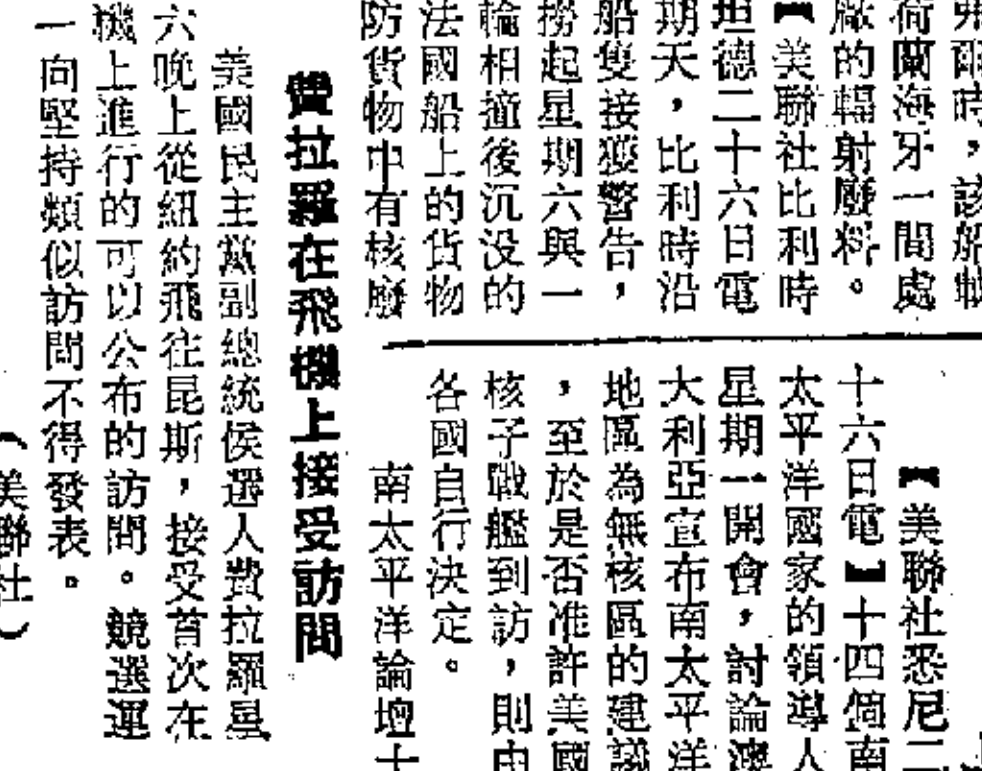 弗爾時，該船載
荷蘭海牙一間處
廠的輻射廢料。
【美聯社比利時
坦德二十六日電
期天，比利時沿
船隻接獲警告，
撈起星期六與一
輪相撞後沉没的
法國船上的貨物
防貨物中有核廢
費拉羅在飛機上接受訪問
美國民主黨副總統侯選人費拉羅星
六晚上從紐約飛往昆斯，接受首次在
機上進行的可以公布的訪問。競選運
一向堅持類似訪問不得發表。
（美聯社）
【美聯社悉尼二
十六日電】十四個南
太平洋國家的領導人
星期一開會，討論澳
大利亞宣布南太平洋
地區為無核區的建議
，至於是否准許美國
核子戰艦到訪，則由
各國自行決定。
南太平洋論壇十